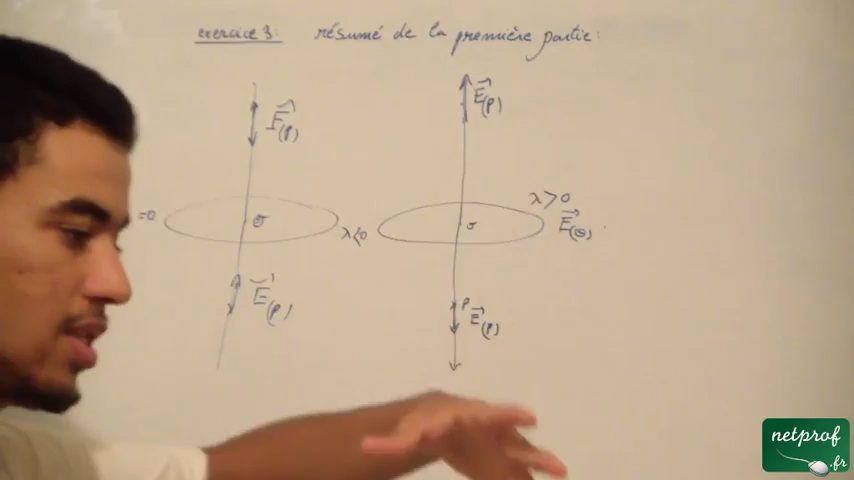 exercice 3: résumé de la première partie:
E(P)
E(P)
λ>0
=0
σ
λ<0
σ
E(σ)
E(P)
P
E(P)
netprof
.fr